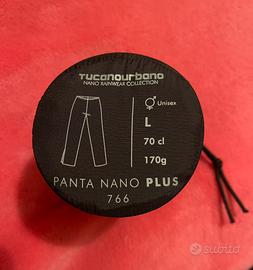 TUCANOURBANO
NANO RAINWEAR COLLECTION
Unisex
L
70 cl
170g
PANTA NANO PLUS
766
subito